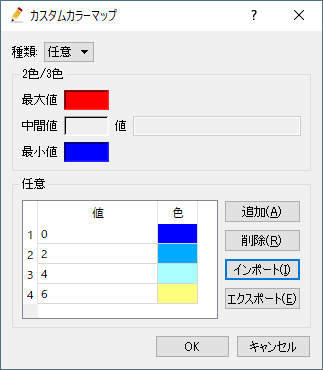 カスタムカラーマップ ?
種類: 任意
2色/3色
最大値
中間値 値
最小値
任意
値 色
1 0
2 2
3 4
4 6
追加(A)
削除(R)
インポート(I)
エクスポート(E)
OK キャンセル